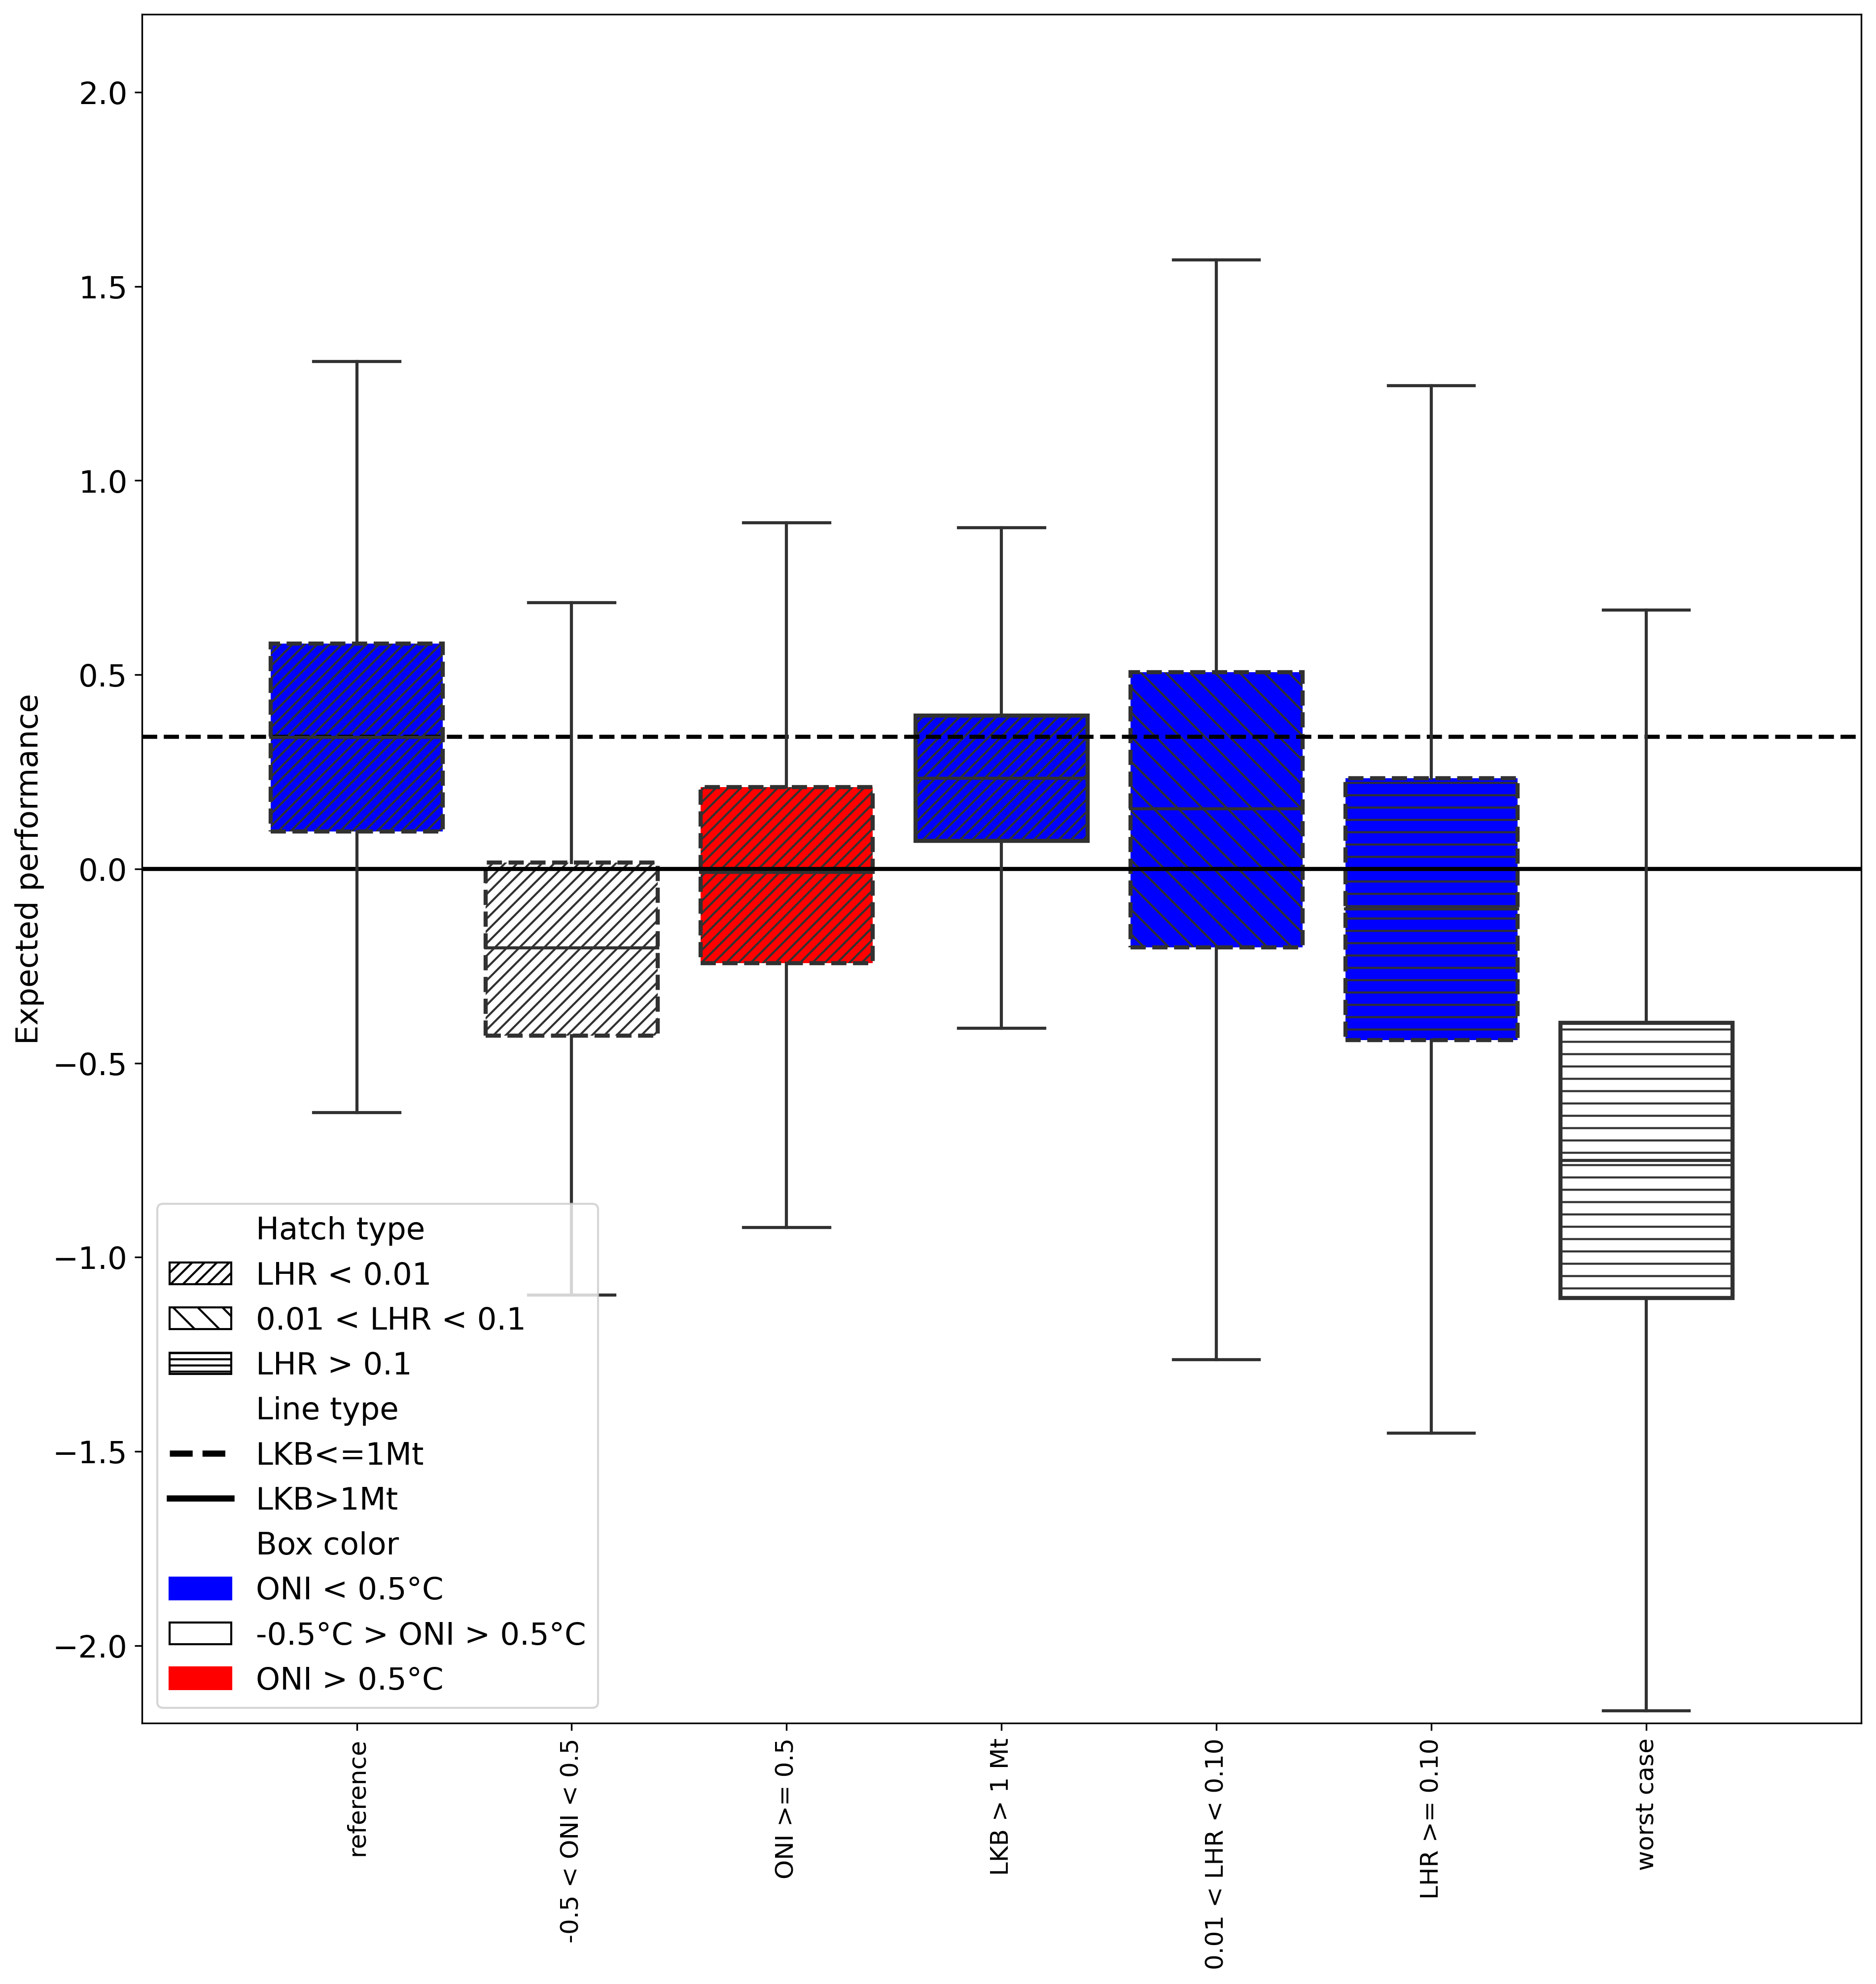 2.0
1.5
1.0
0.5
0.0
−0.5
−1.0
−1.5
−2.0
Expected performance
Hatch type
LHR < 0.01
0.01 < LHR < 0.1
LHR > 0.1
Line type
LKB<=1Mt
LKB>1Mt
Box color
ONI < 0.5°C
-0.5°C > ONI > 0.5°C
ONI > 0.5°C
reference
-0.5 < ONI < 0.5
ONI >= 0.5
LKB > 1 Mt
0.01 < LHR < 0.10
LHR >= 0.10
worst case